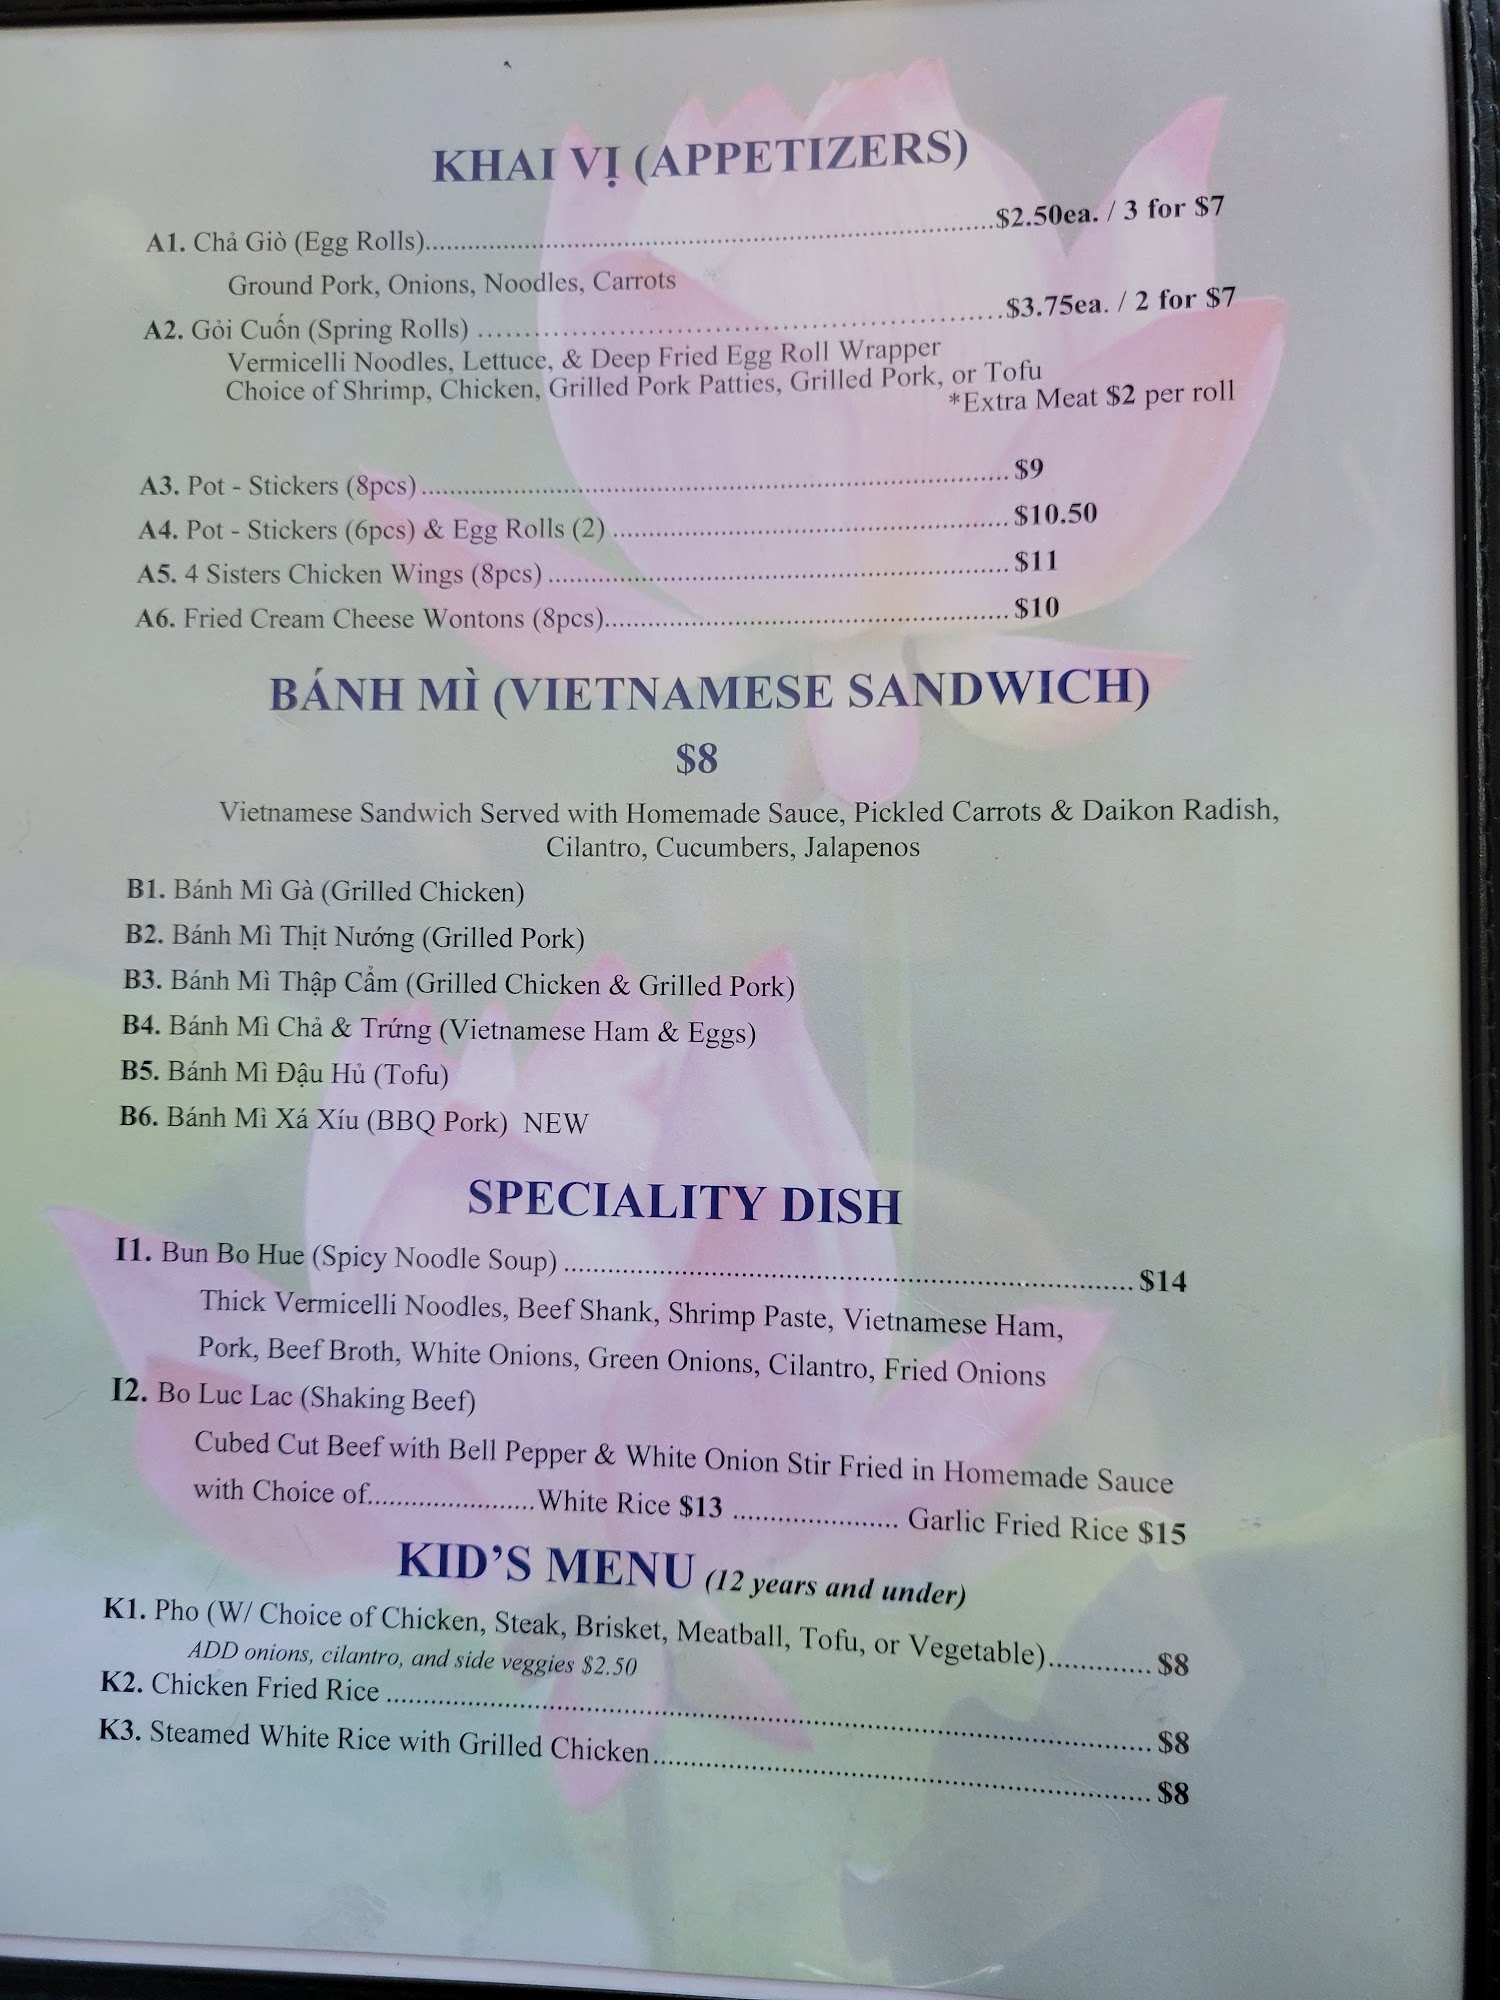 KHAI VỊ (APPETIZERS)
A1. Chả Giò (Egg Rolls)..........$2.50ea. / 3 for $7
Ground Pork, Onions, Noodles, Carrots
A2. Gỏi Cuốn (Spring Rolls) ..........$3.75ea. / 2 for $7
Vermicelli Noodles, Lettuce, & Deep Fried Egg Roll Wrapper
Choice of Shrimp, Chicken, Grilled Pork Patties, Grilled Pork, or Tofu
*Extra Meat $2 per roll
A3. Pot - Stickers (8pcs)..........$9
A4. Pot - Stickers (6pcs) & Egg Rolls (2) ..........$10.50
A5. 4 Sisters Chicken Wings (8pcs)..........$11
A6. Fried Cream Cheese Wontons (8pcs)..........$10
BÁNH MÌ (VIETNAMESE SANDWICH)
$8
Vietnamese Sandwich Served with Homemade Sauce, Pickled Carrots & Daikon Radish,
Cilantro, Cucumbers, Jalapenos
B1. Bánh Mì Gà (Grilled Chicken)
B2. Bánh Mì Thịt Nướng (Grilled Pork)
B3. Bánh Mì Thập Cẩm (Grilled Chicken & Grilled Pork)
B4. Bánh Mì Chả & Trứng (Vietnamese Ham & Eggs)
B5. Bánh Mì Đậu Hủ (Tofu)
B6. Bánh Mì Xá Xíu (BBQ Pork) NEW
SPECIALITY DISH
I1. Bun Bo Hue (Spicy Noodle Soup)..........$14
Thick Vermicelli Noodles, Beef Shank, Shrimp Paste, Vietnamese Ham,
Pork, Beef Broth, White Onions, Green Onions, Cilantro, Fried Onions
I2. Bo Luc Lac (Shaking Beef)
Cubed Cut Beef with Bell Pepper & White Onion Stir Fried in Homemade Sauce
with Choice of..........White Rice $13 .......... Garlic Fried Rice $15
KID’S MENU (12 years and under)
K1. Pho (W/ Choice of Chicken, Steak, Brisket, Meatball, Tofu, or Vegetable)..........$8
ADD onions, cilantro, and side veggies $2.50
K2. Chicken Fried Rice ..........$8
K3. Steamed White Rice with Grilled Chicken..........$8